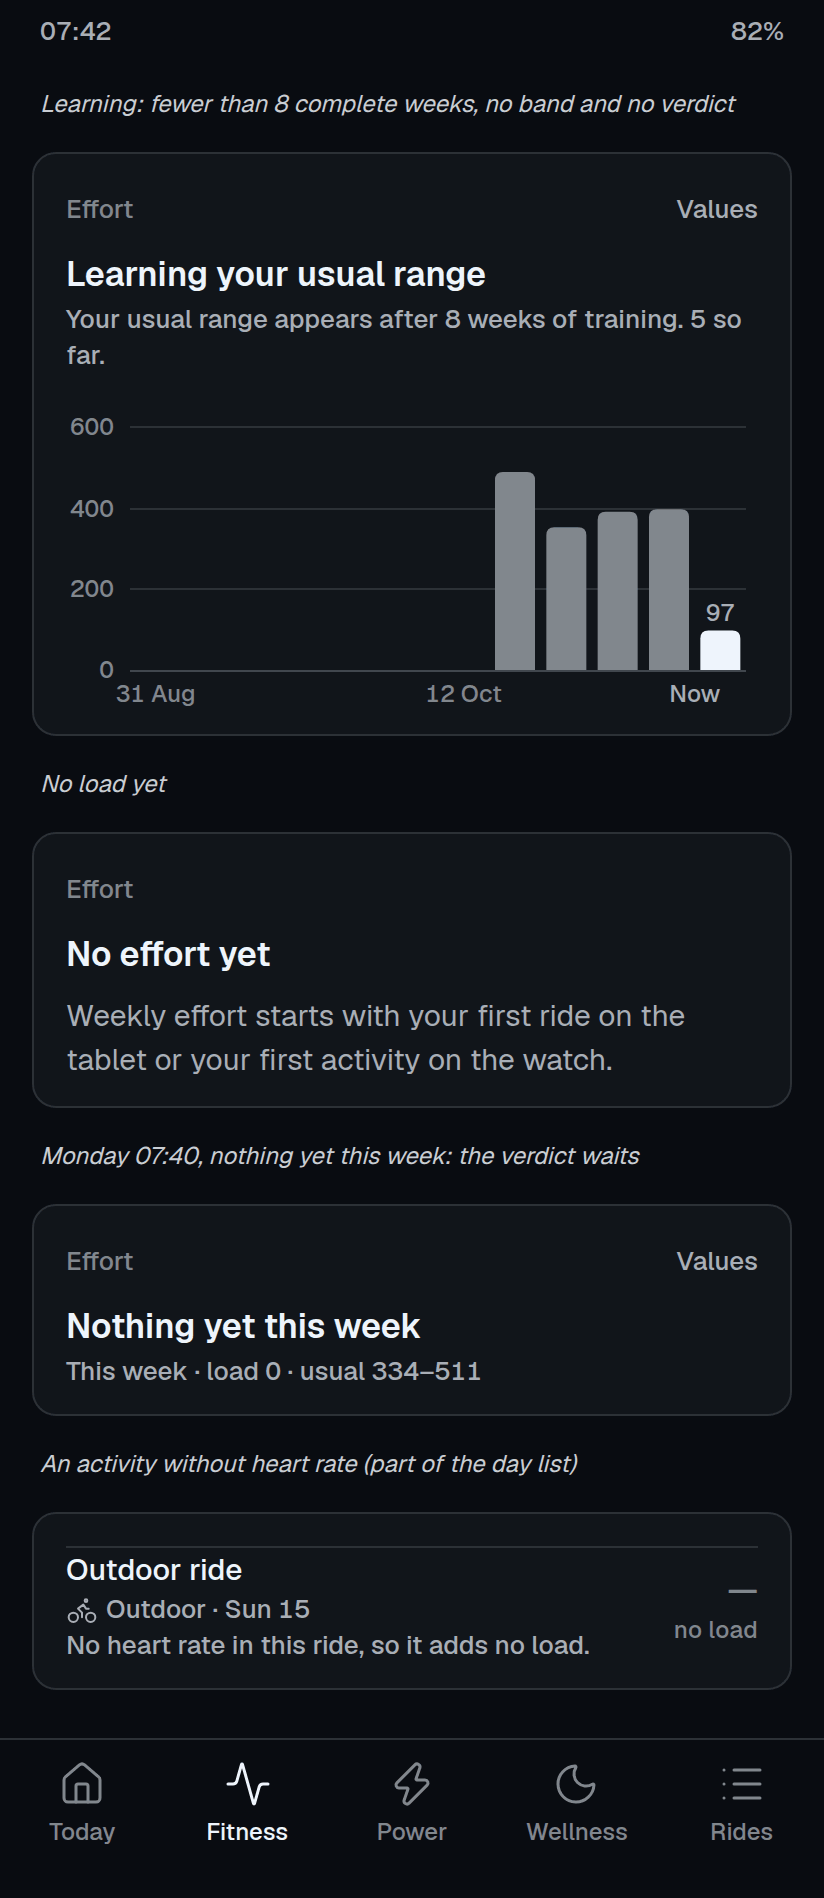 07:42 82%
Learning: fewer than 8 complete weeks, no band and no verdict
Effort Values
Learning your usual range
Your usual range appears after 8 weeks of training. 5 so
far.
600
400
200
97
0
31 Aug 12 Oct Now
No load yet
Effort
No effort yet
Weekly effort starts with your first ride on the
tablet or your first activity on the watch.
Monday 07:40, nothing yet this week: the verdict waits
Effort Values
Nothing yet this week
This week · load 0 · usual 334–511
An activity without heart rate (part of the day list)
Outdoor ride
—
Outdoor · Sun 15
no load
No heart rate in this ride, so it adds no load.
Today Fitness Power Wellness Rides